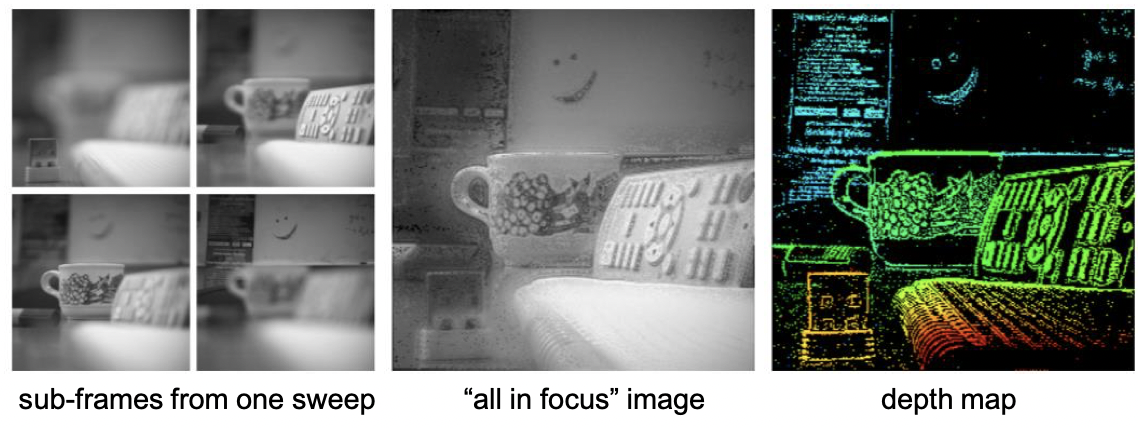 sub-frames from one sweep
“all in focus” image
depth map